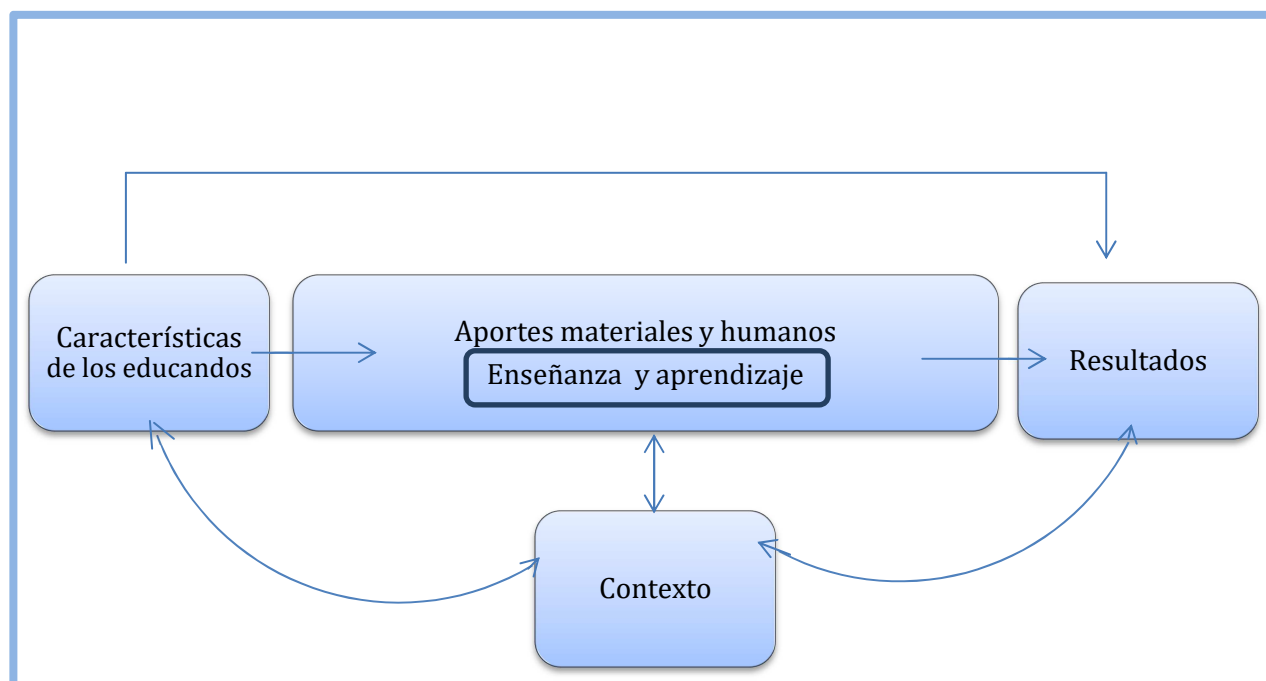 Características
de los educandos
Aportes materiales y humanos
Enseñanza y aprendizaje
Resultados
Contexto